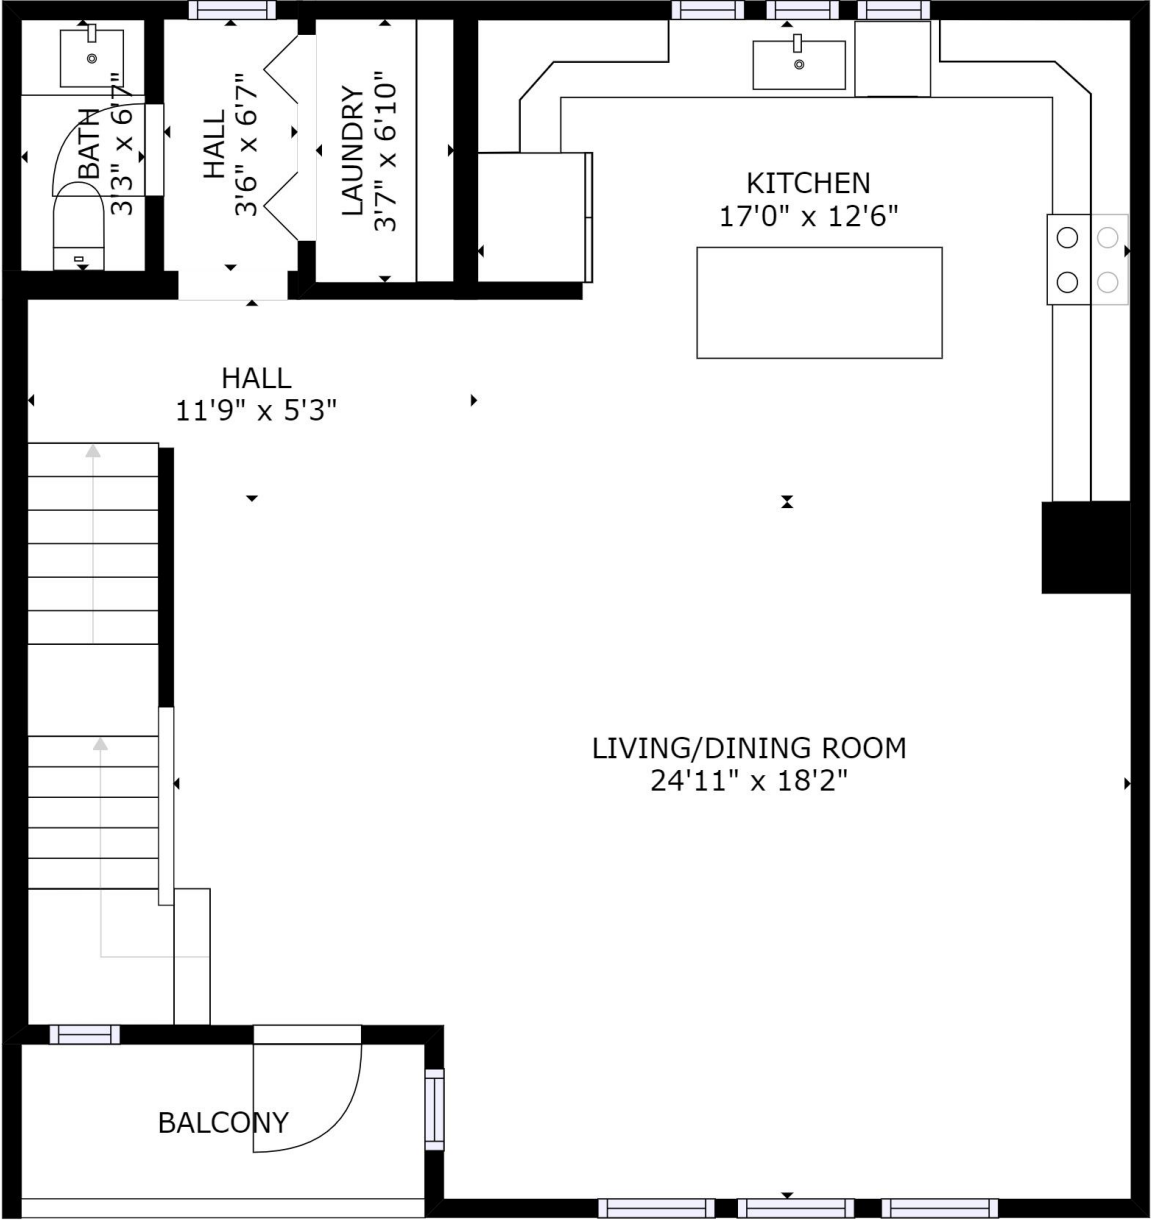 BATH
3'3" x 6'7"
HALL
3'6" x 6'7"
LAUNDRY
3'7" x 6'10"
KITCHEN
17'0" x 12'6"
HALL
11'9" x 5'3"
LIVING/DINING ROOM
24'11" x 18'2"
BALCONY